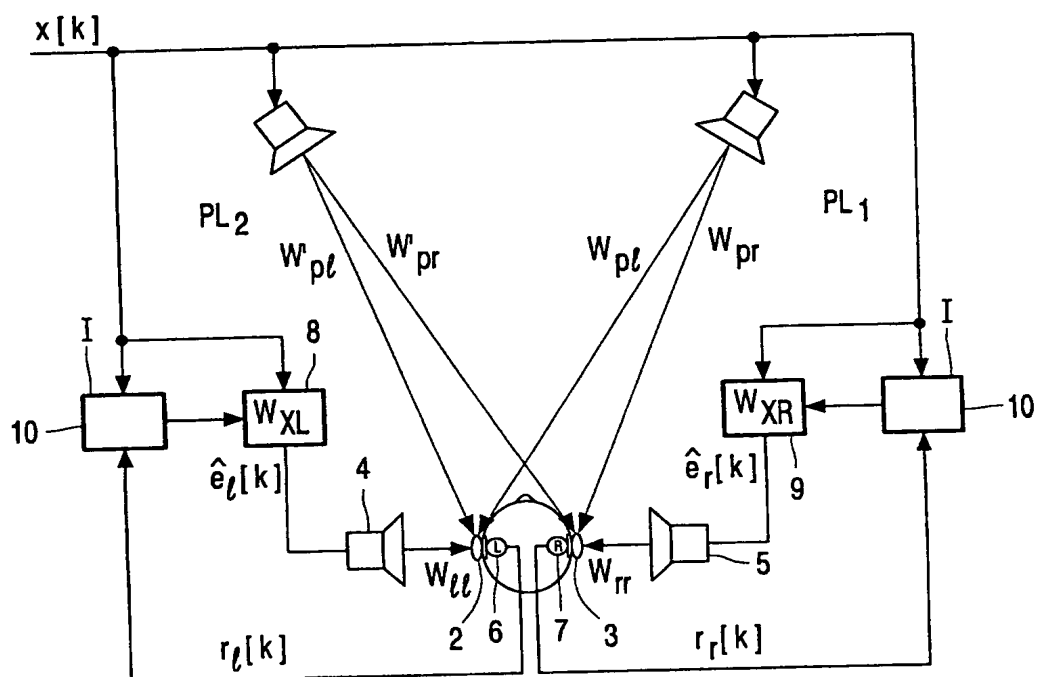 x[k]
PL2 PL1
W'pℓ W'pr Wpℓ Wpr
I 8 I
10 WXL WXR 10
êℓ[k] 4 êr[k] 9
L R
Wℓℓ Wrr 5
2 6 7 3
rℓ[k] rr[k]